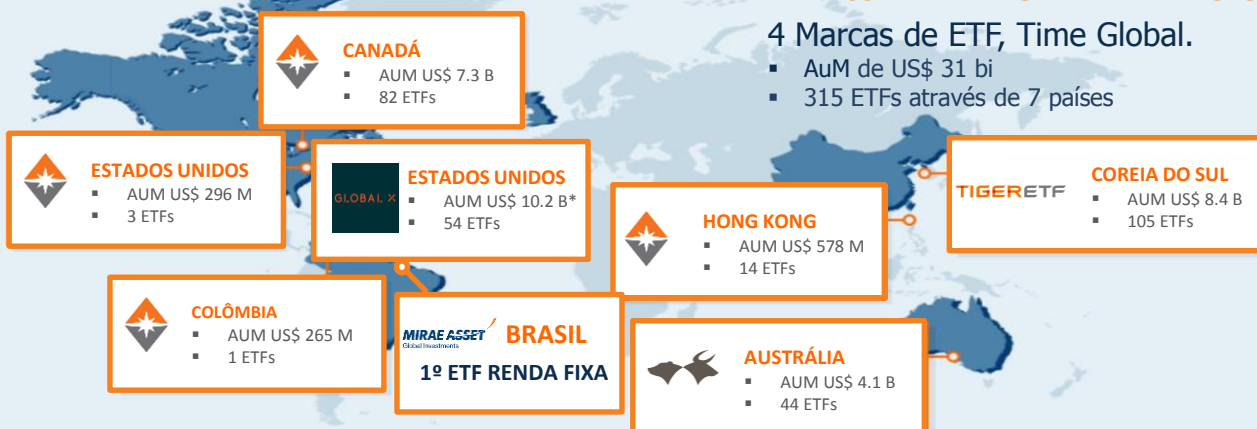 4 Marcas de ETF, Time Global.
▪ AuM de US$ 31 bi
▪ 315 ETFs através de 7 países
CANADÁ
▪ AUM US$ 7.3 B
▪ 82 ETFs
ESTADOS UNIDOS
▪ AUM US$ 296 M
▪ 3 ETFs
GLOBAL X
ESTADOS UNIDOS
▪ AUM US$ 10.2 B*
▪ 54 ETFs
HONG KONG
▪ AUM US$ 578 M
▪ 14 ETFs
TIGERETF
COREIA DO SUL
▪ AUM US$ 8.4 B
▪ 105 ETFs
COLÔMBIA
▪ AUM US$ 265 M
▪ 1 ETFs
MIRAE ASSET
Global Investments
BRASIL
1º ETF RENDA FIXA
AUSTRÁLIA
▪ AUM US$ 4.1 B
▪ 44 ETFs